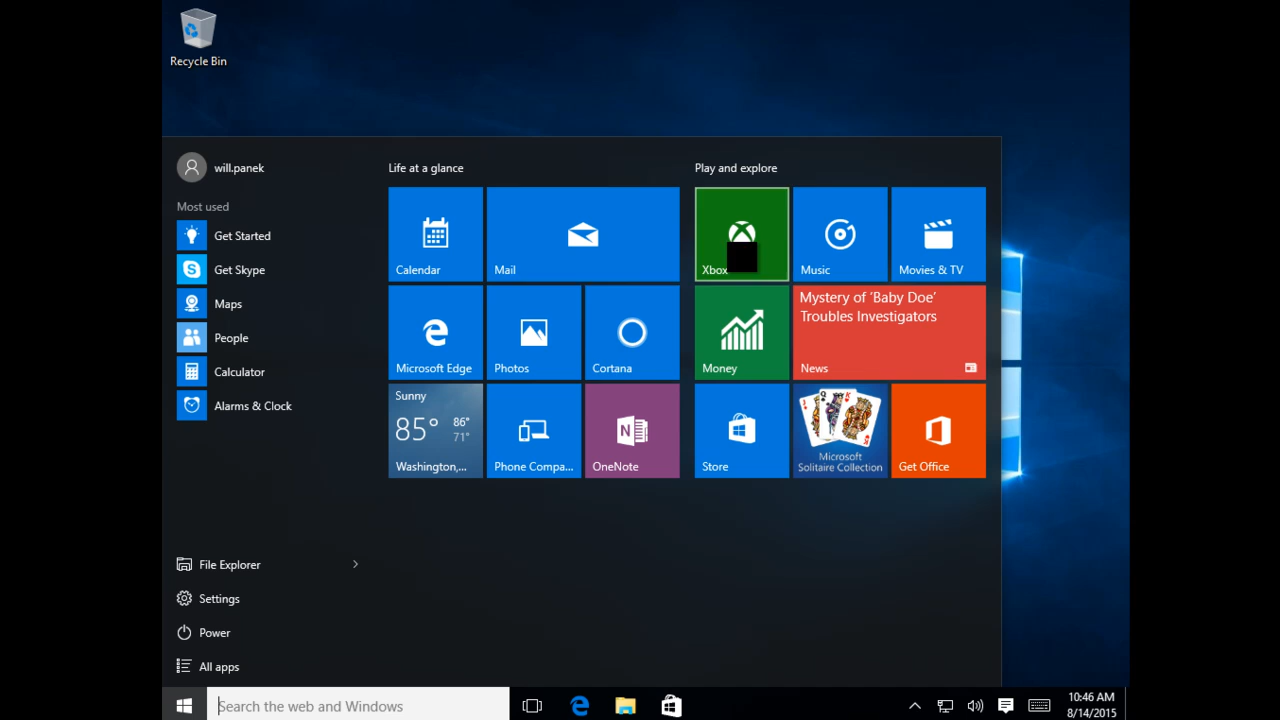 Recycle Bin
will.panek
Most used
Get Started
Get Skype
Maps
People
Calculator
Alarms & Clock
File Explorer
Settings
Power
All apps
Life at a glance
Calendar
Mail
Microsoft Edge
Photos
Cortana
Sunny
85° 86°
71°
Washington,...
Phone Compa...
N
OneNote
Play and explore
Xbox
Music
Movies & TV
Money
Mystery of ‘Baby Doe’
Troubles Investigators
News
Store
Microsoft
Solitaire Collection
Get Office
Search the web and Windows
10:46 AM
8/14/2015